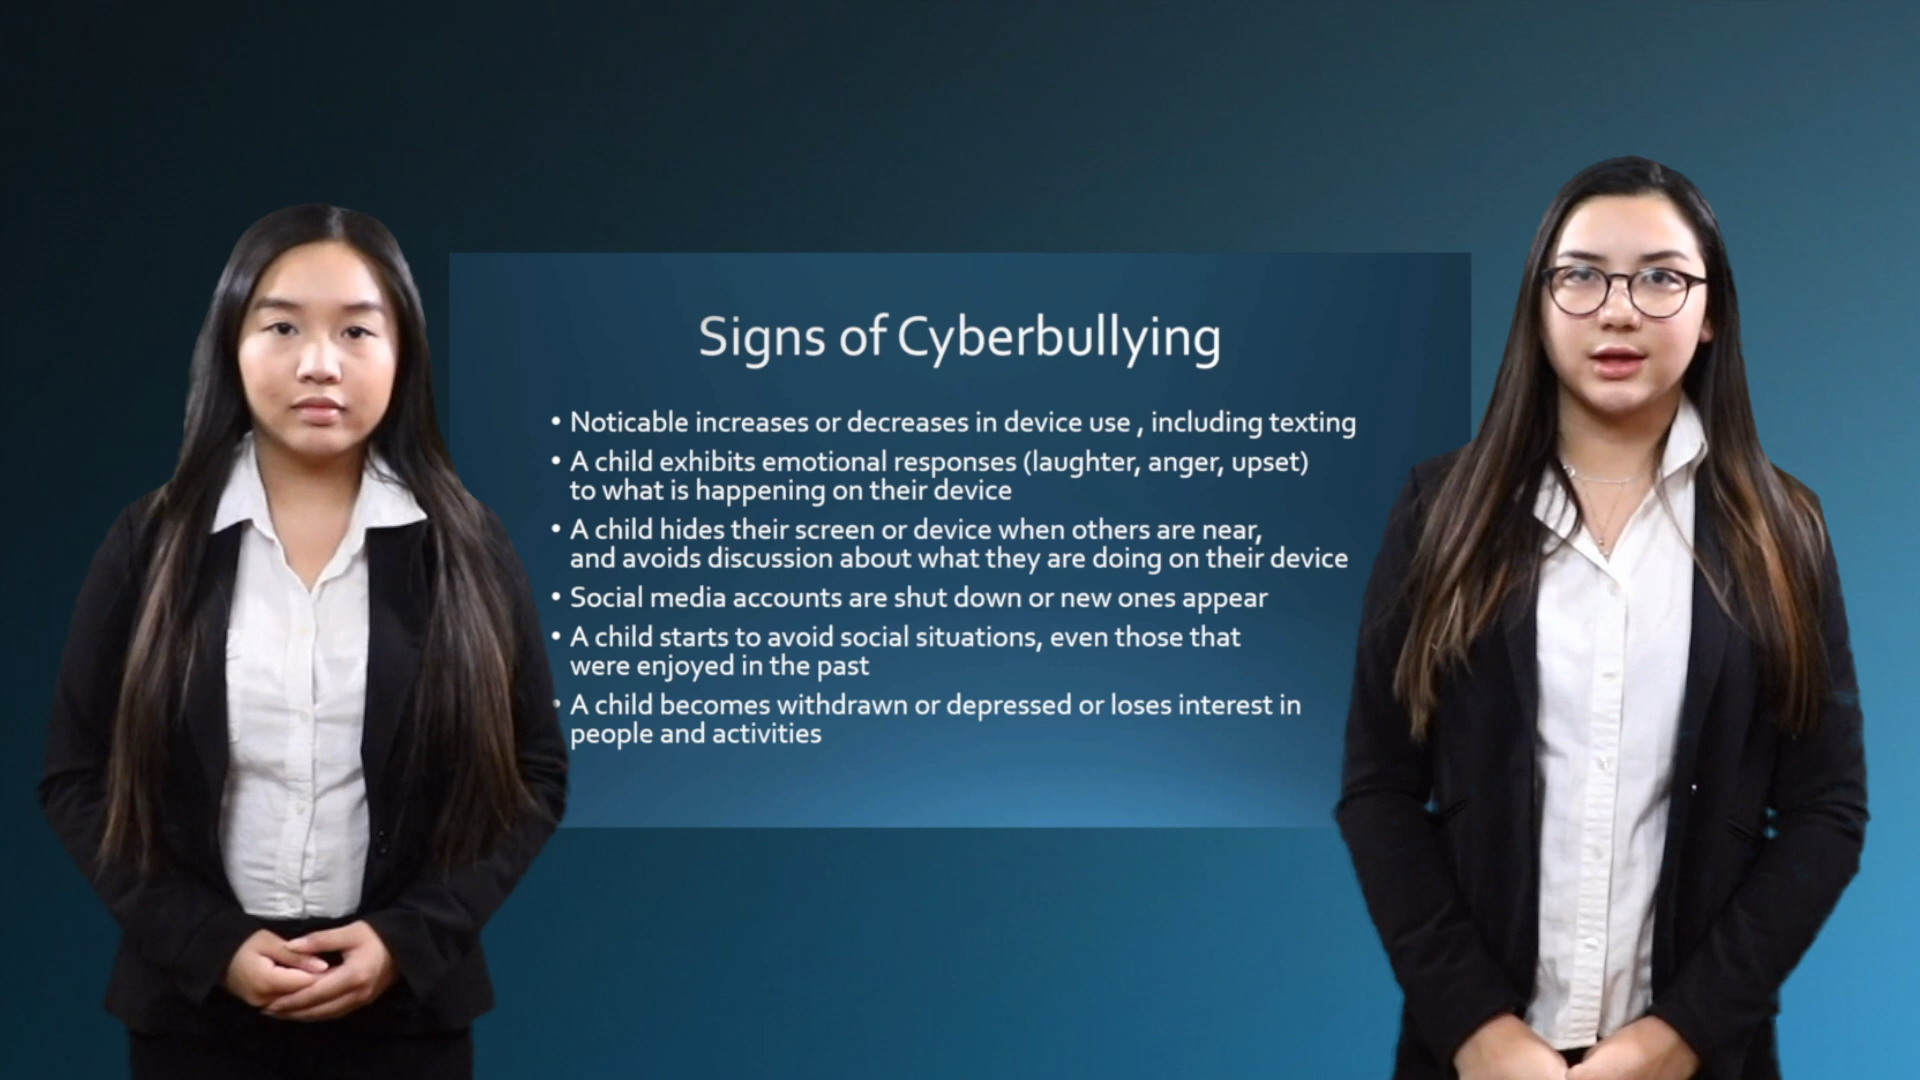 Signs of Cyberbullying
• Noticable increases or decreases in device use , including texting
• A child exhibits emotional responses (laughter, anger, upset)
to what is happening on their device
• A child hides their screen or device when others are near,
and avoids discussion about what they are doing on their device
• Social media accounts are shut down or new ones appear
• A child starts to avoid social situations, even those that
were enjoyed in the past
• A child becomes withdrawn or depressed or loses interest in
people and activities